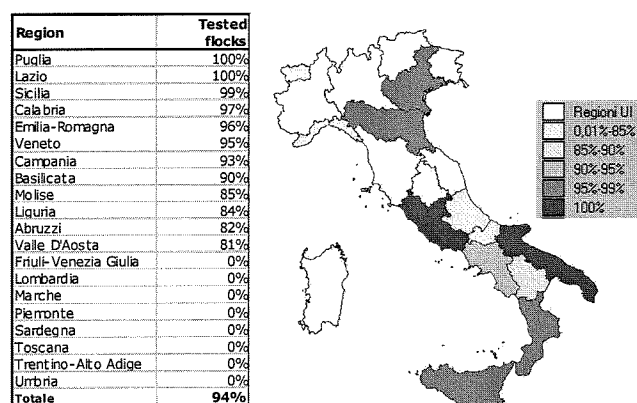 Region Tested flocks
Puglia 100%
Lazio 100%
Sicilia 99%
Calabria 97%
Emilia-Romagna 96%
Veneto 95%
Campania 93%
Basilicata 90%
Molise 85%
Liguria 84%
Abruzzi 82%
Valle D'Aosta 81%
Friuli-Venezia Giulia 0%
Lombardia 0%
Marche 0%
Piemonte 0%
Sardegna 0%
Toscana 0%
Trentino-Alto Adige 0%
Umbria 0%
Totale 94%
Regioni UI
0,01%-85%
85%-90%
90%-95%
95%-99%
100%